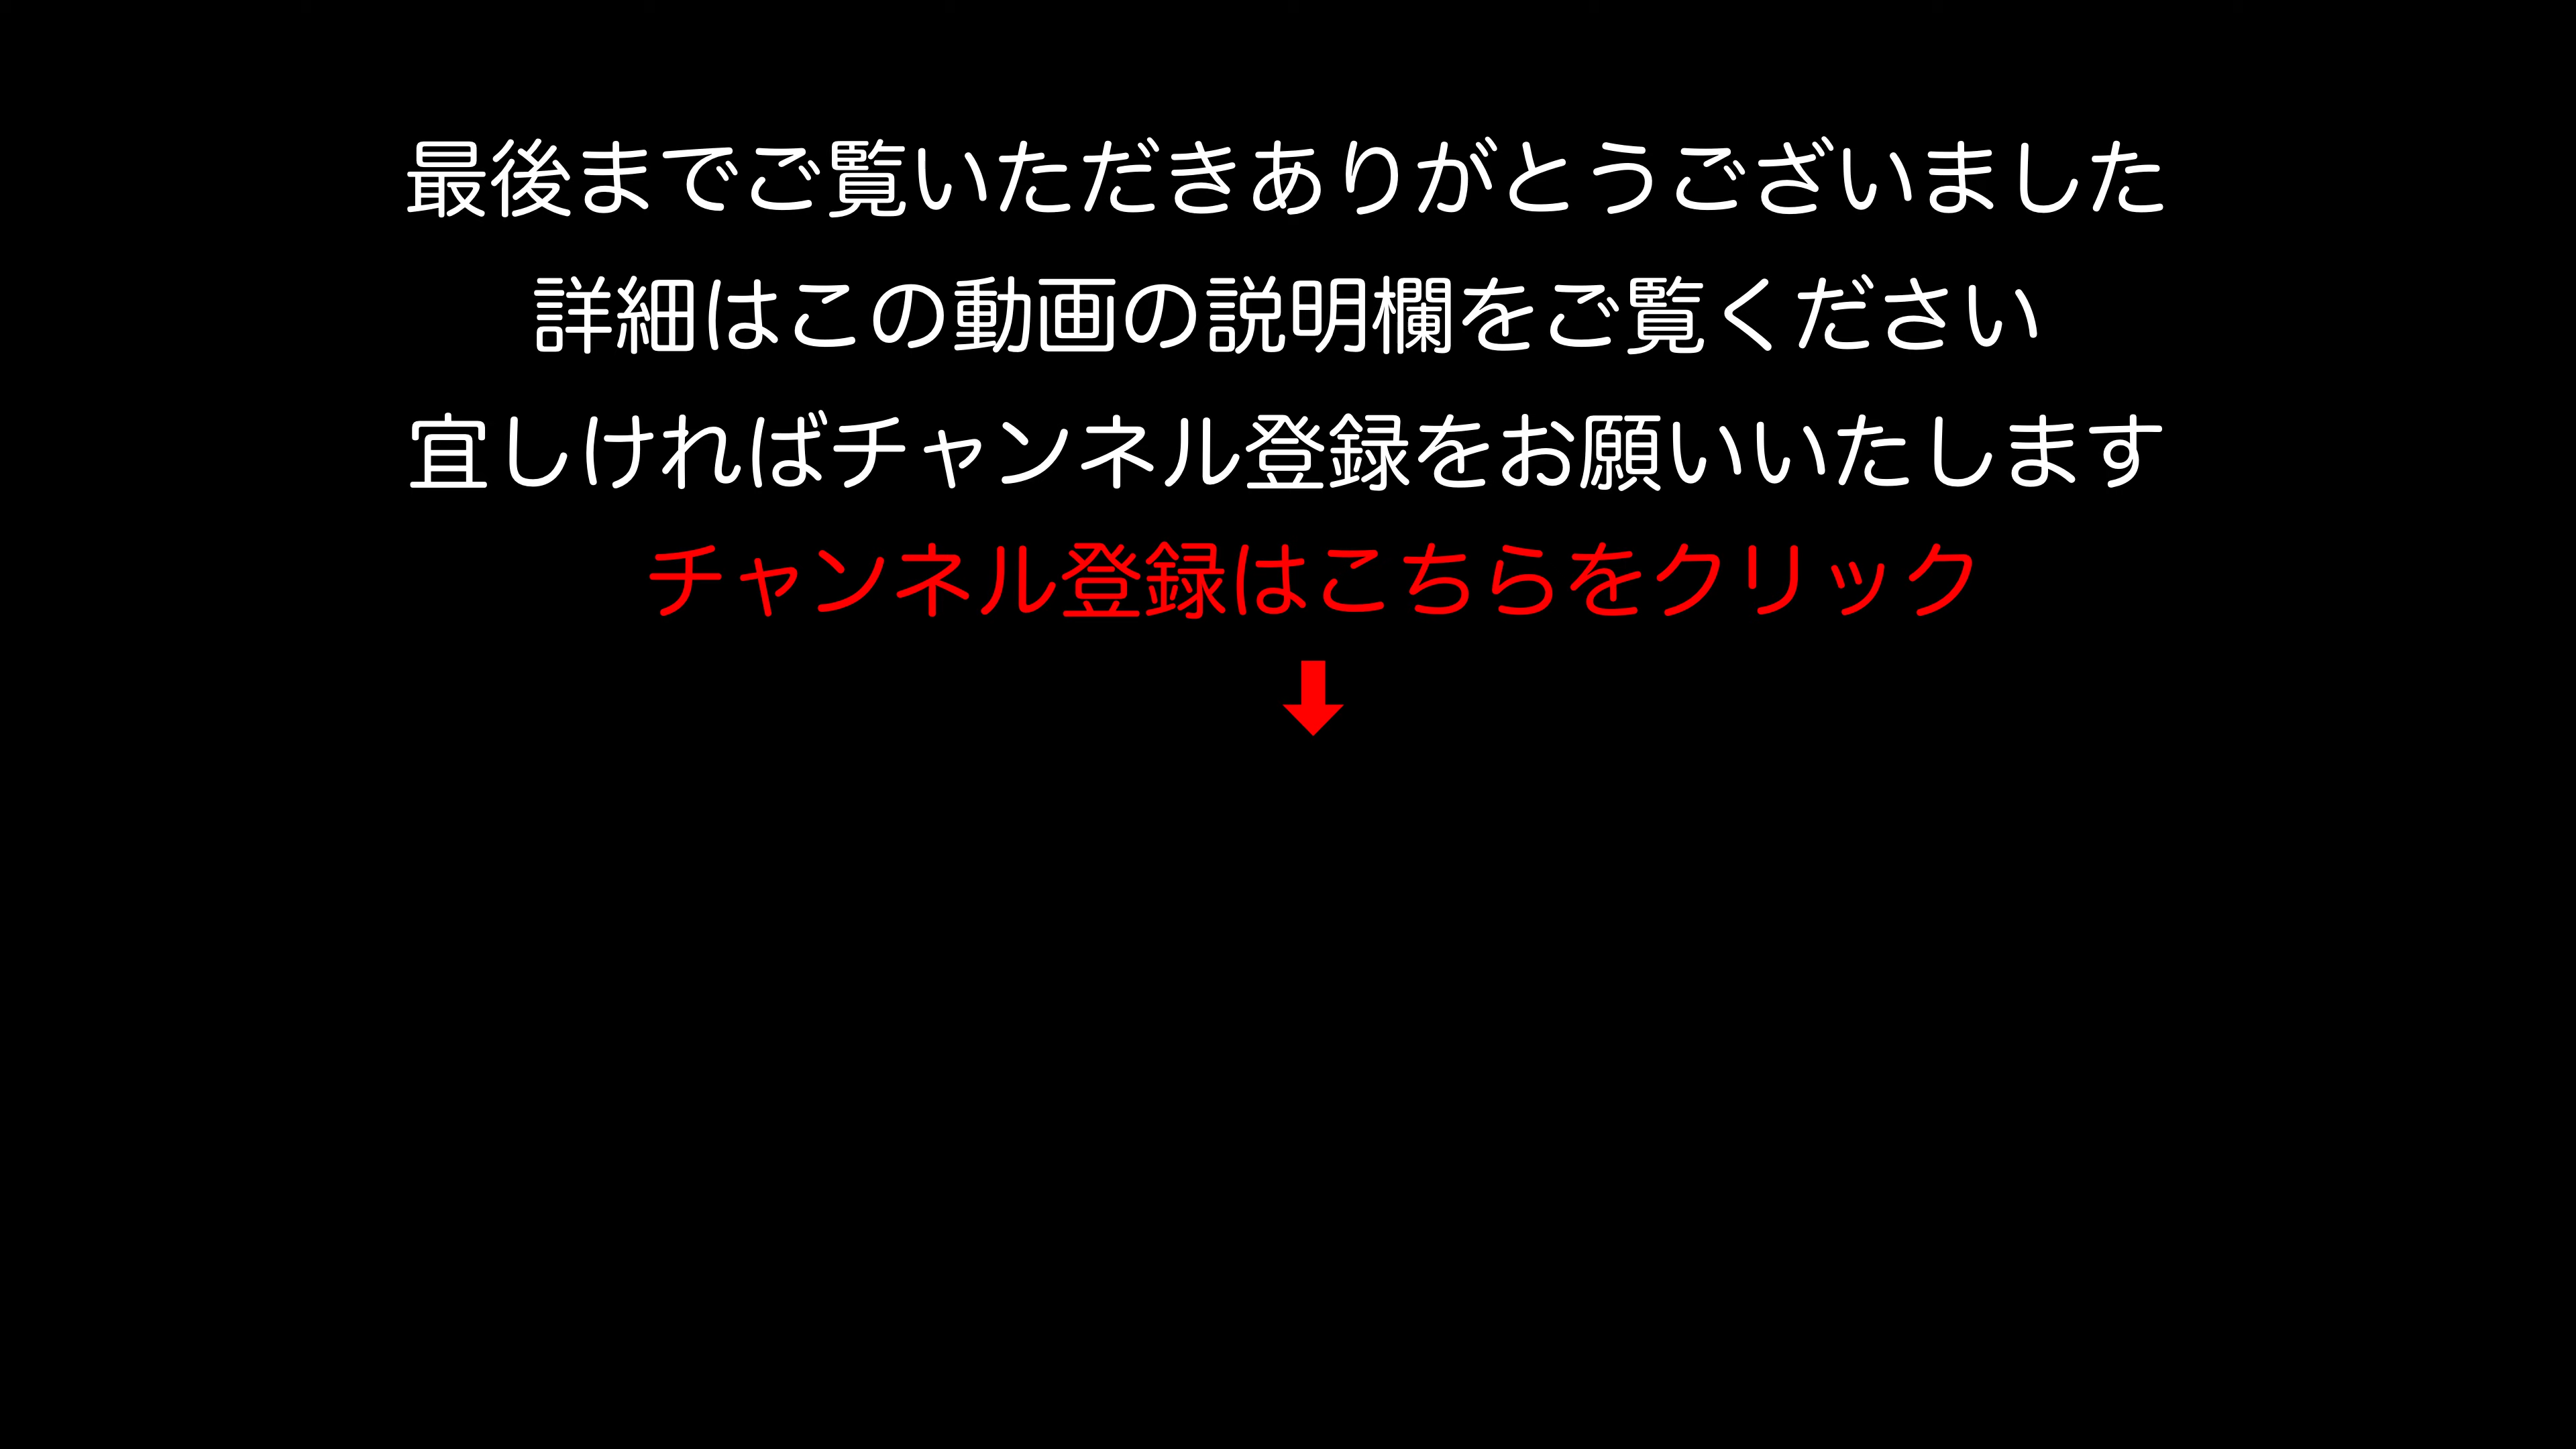 最後までご覧いただきありがとうございました
詳細はこの動画の説明欄をご覧ください
宜しければチャンネル登録をお願いいたします
チャンネル登録はこちらをクリック